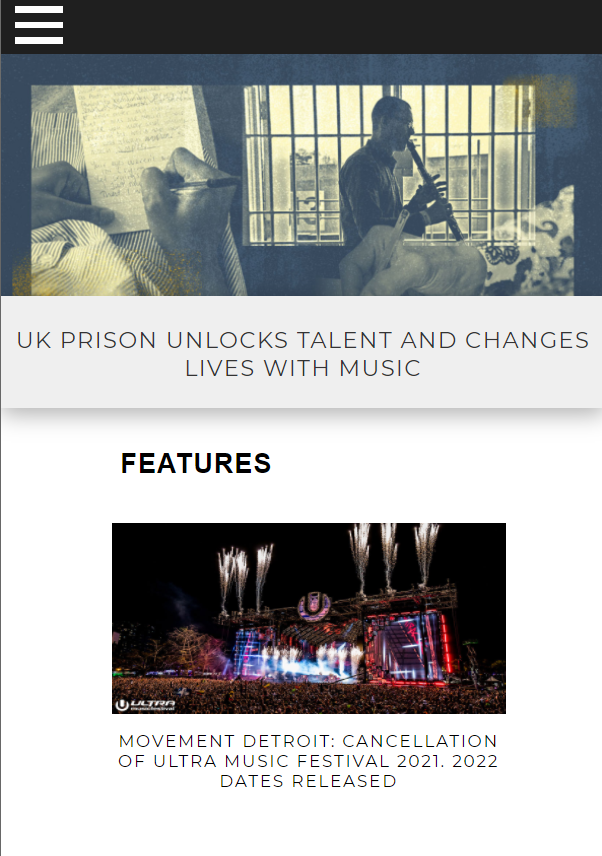 UK PRISON UNLOCKS TALENT AND CHANGES
LIVES WITH MUSIC
FEATURES
U
ULTRA
musicfestival
MOVEMENT DETROIT: CANCELLATION
OF ULTRA MUSIC FESTIVAL 2021. 2022
DATES RELEASED